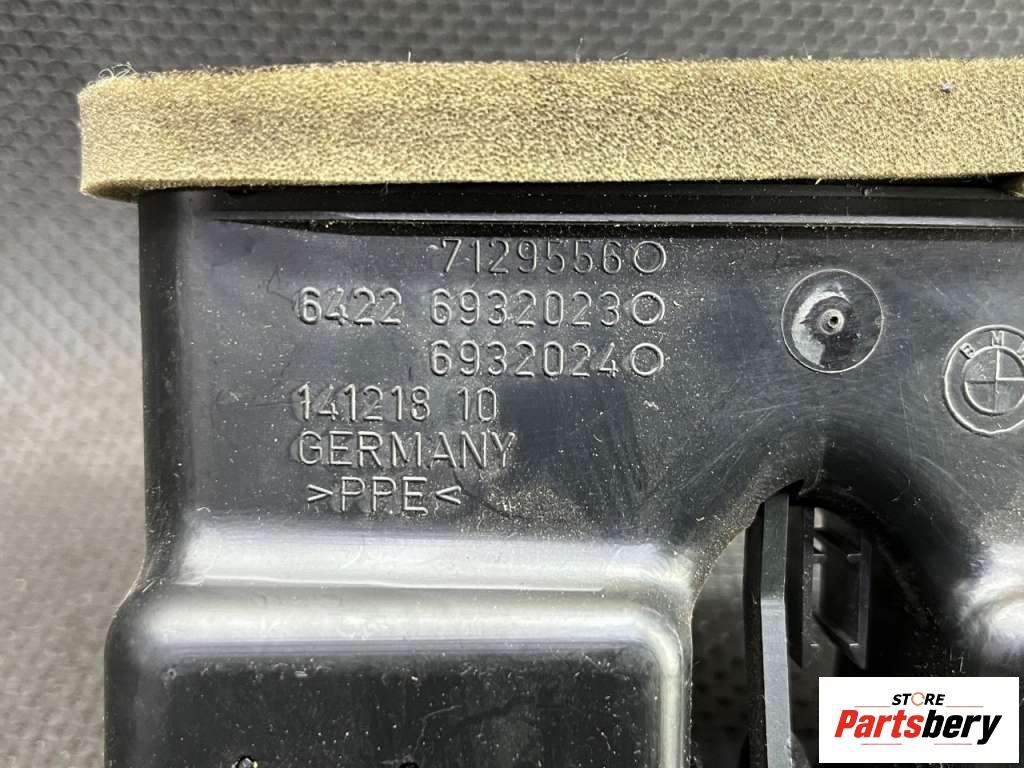 7129556
6422 6932023
6932024
141218 10
GERMANY
>PPE<
STORE
Partsbery